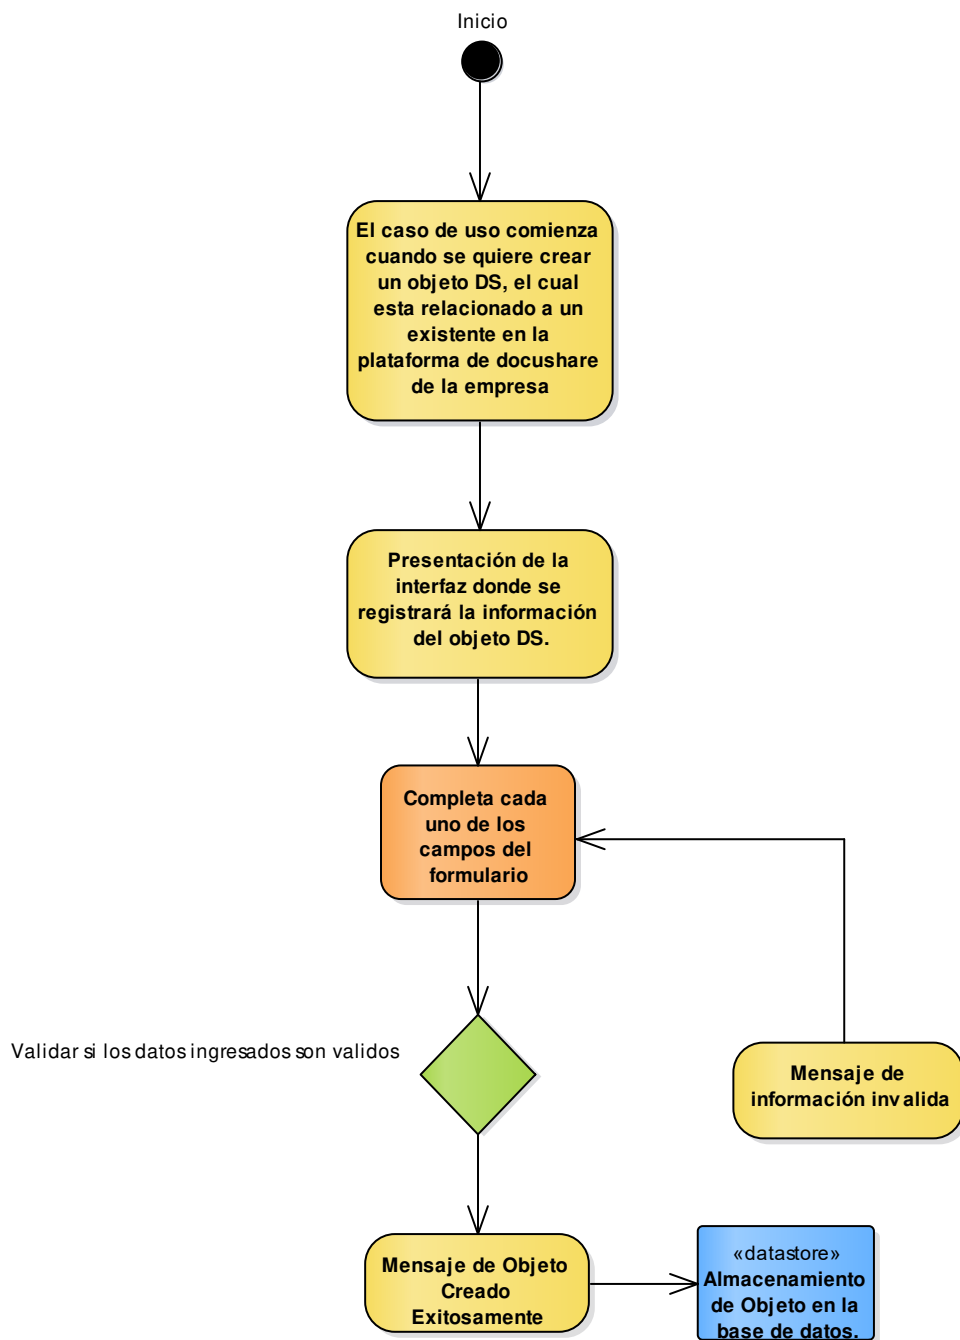 Inicio
El caso de uso comienza
cuando se quiere crear
un objeto DS, el cual
esta relacionado a un
existente en la
plataforma de docushare
de la empresa
Presentación de la
interfaz donde se
registrará la información
del objeto DS.
Completa cada
uno de los
campos del
formulario
Validar si los datos ingresados son validos
Mensaje de
información invalida
Mensaje de Objeto
Creado
Exitosamente
«datastore»
Almacenamiento
de Objeto en la
base de datos.